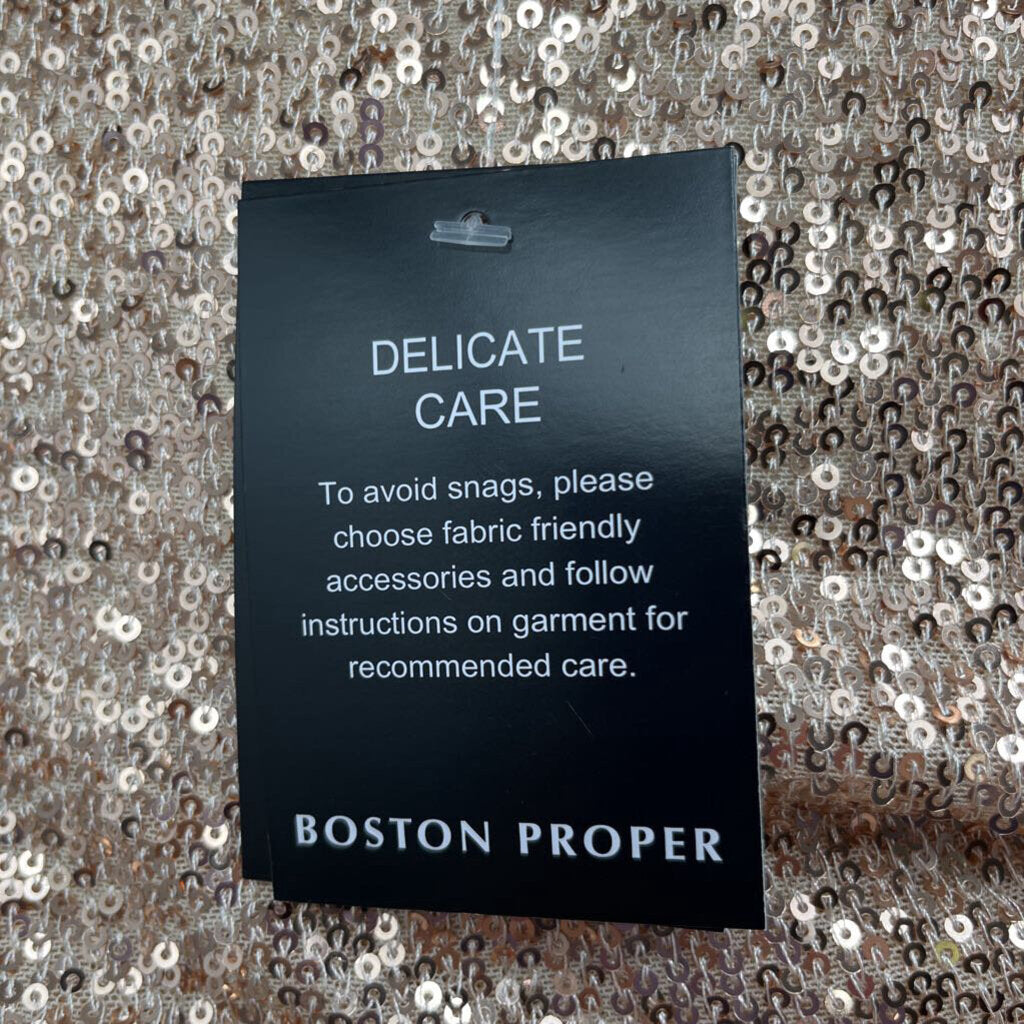 DELICATE
CARE
To avoid snags, please
choose fabric friendly
accessories and follow
instructions on garment for
recommended care.
BOSTON PROPER